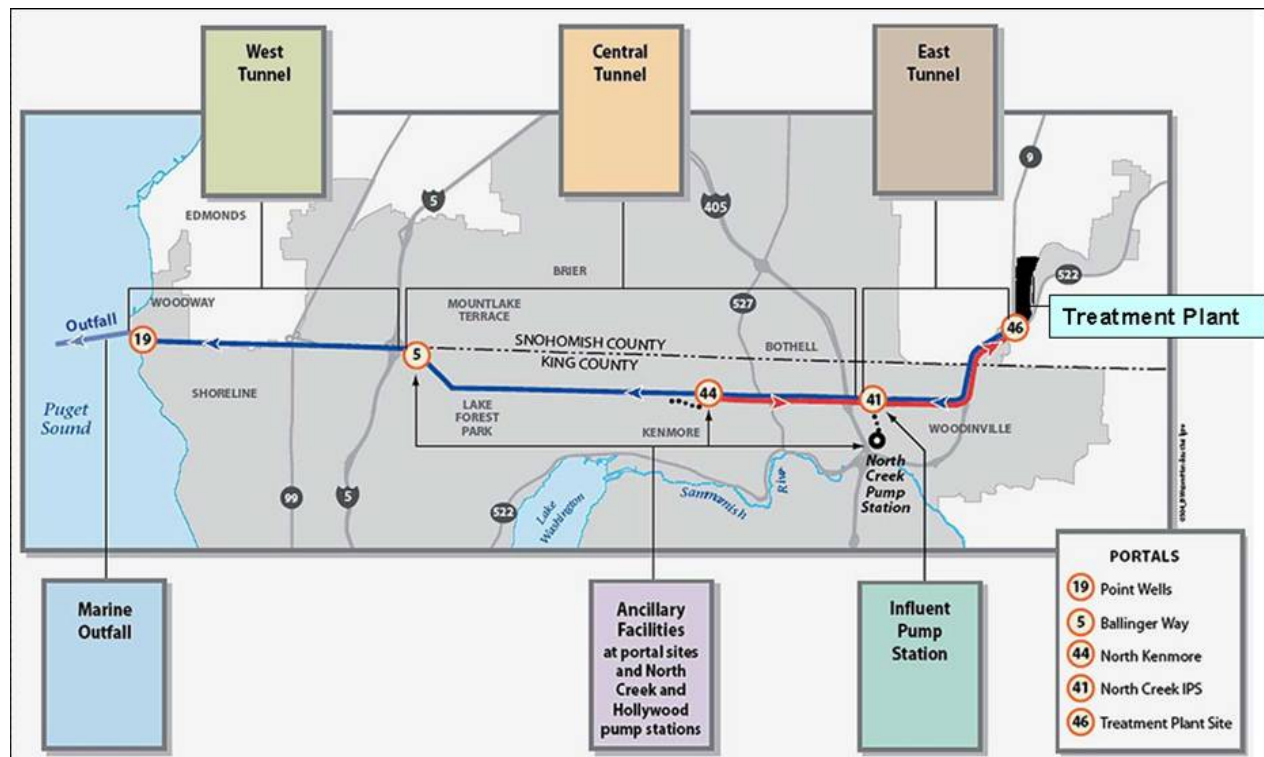 West
Tunnel
Central
Tunnel
East
Tunnel
9
5
405
EDMONDS
BRIER
522
WOODWAY
MOUNTLAKE
TERRACE
527
Treatment Plant
Outfall
46
19
SNOHOMISH COUNTY
BOTHELL
5
KING COUNTY
SHORELINE
44
41
Puget
Sound
LAKE
FOREST
PARK
KENMORE
WOODINVILLE
North
Creek
Pump
Station
99
5
522
Lake
Washington
Sammamish
River
PORTALS
19 Point Wells
5 Ballinger Way
44 North Kenmore
41 North Creek IPS
46 Treatment Plant Site
Marine
Outfall
Ancillary
Facilities
at portal sites
and North
Creek and
Hollywood
pump stations
Influent
Pump
Station